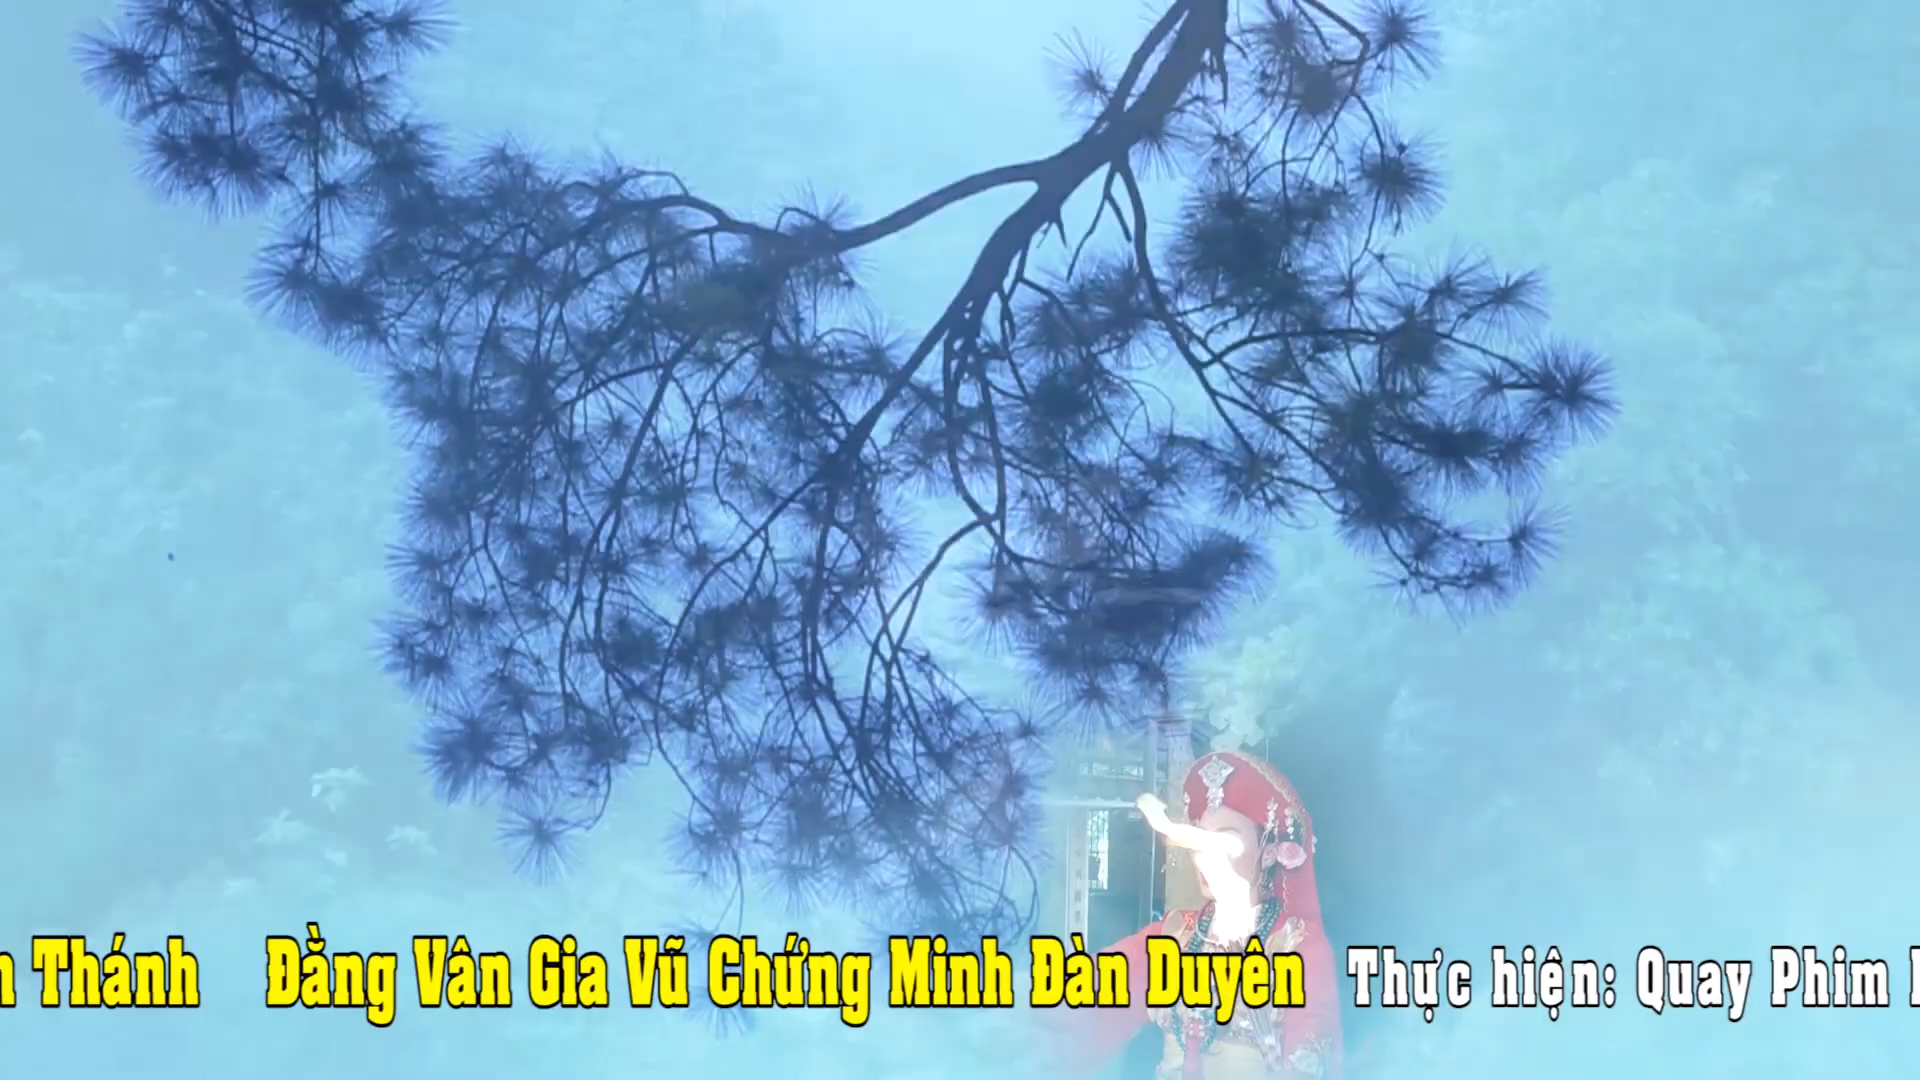 Thánh Đằng Vân Gia Vũ Chứng Minh Đàn Duyên Thực hiện: Quay Phim